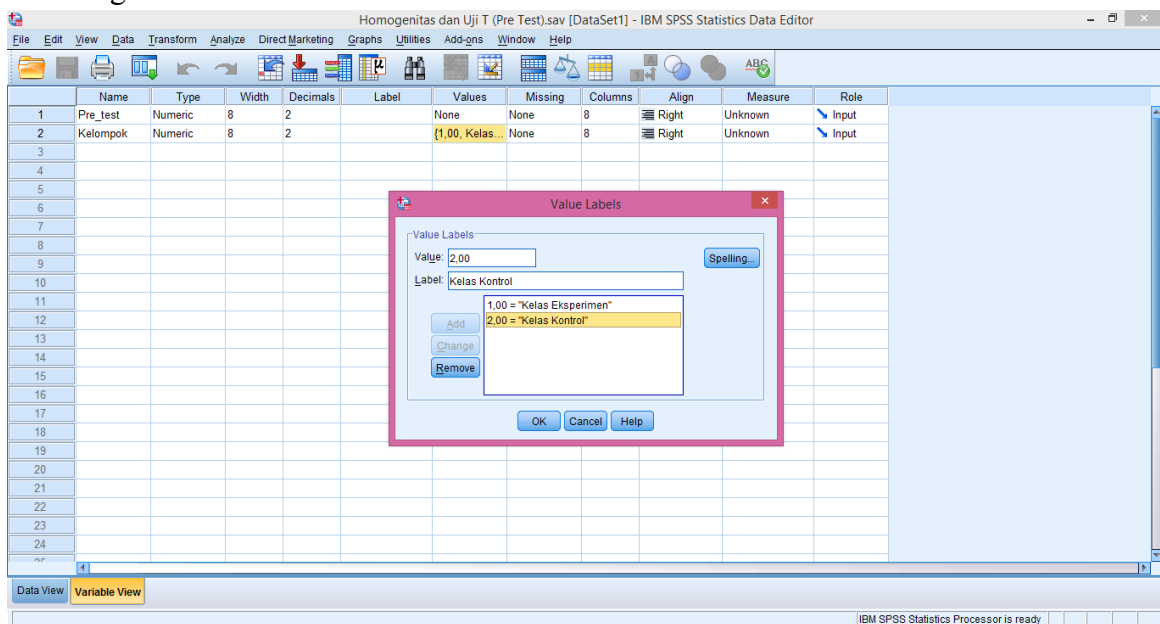 Homogenitas dan Uji T (Pre Test).sav [DataSet1] - IBM SPSS Statistics Data Editor
File Edit View Data Transform Analyze Direct Marketing Graphs Utilities Add-ons Window Help
Name Type Width Decimals Label Values Missing Columns Align Measure Role
1 Pre_test Numeric 8 2 None None 8 Right Unknown Input
2 Kelompok Numeric 8 2 {1,00, Kelas... None 8 Right Unknown Input
3
4
5
6
7
8
9
10
11
12
13
14
15
16
17
18
19
20
21
22
23
24
Value Labels
Value Labels
Value: 2,00
Spelling...
Label: Kelas Kontrol
1,00 = "Kelas Eksperimen"
2,00 = "Kelas Kontrol"
Add
Change
Remove
OK Cancel Help
Data View Variable View
IBM SPSS Statistics Processor is ready